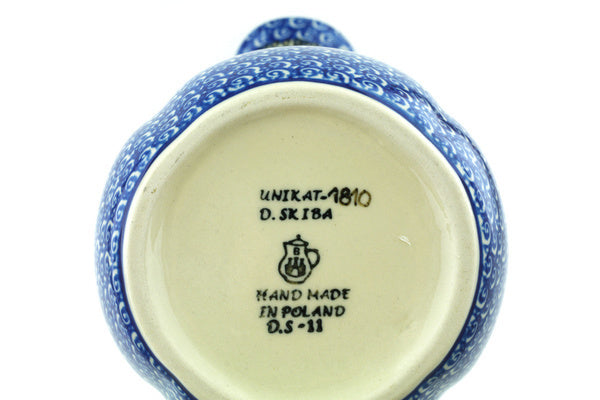 UNIKAT-1810
D. SKIBA
B
HAND MADE
IN POLAND
D.S-11